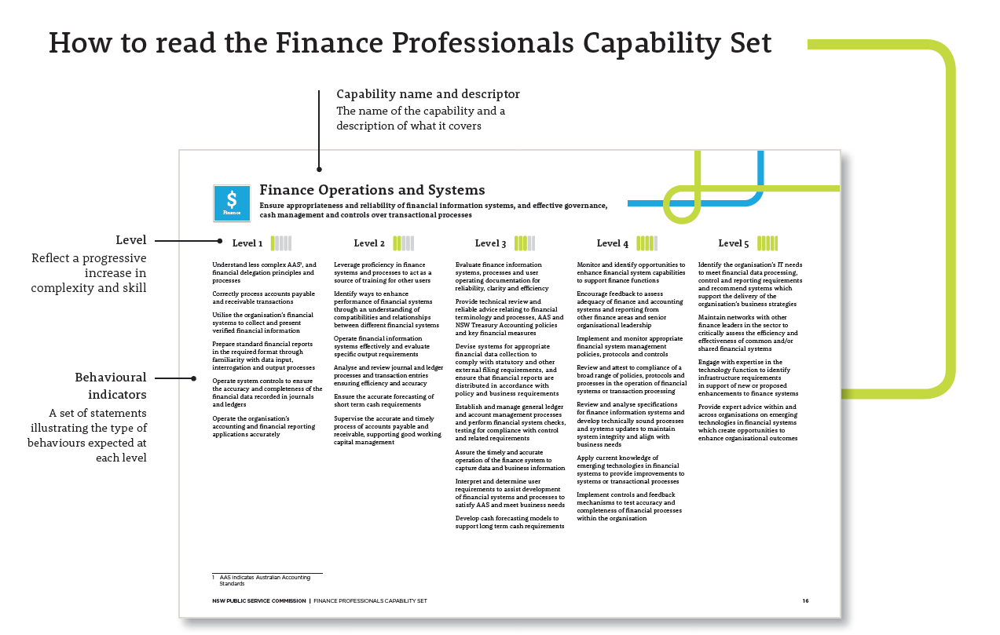 How to read the Finance Professionals Capability Set
Capability name and descriptor
The name of the capability and a
description of what it covers
$
Finance
Finance Operations and Systems
Ensure appropriateness and reliability of financial information systems, and effective governance,
cash management and controls over transactional processes
Level
Reflect a progressive
increase in
complexity and skill
Behavioural
indicators
A set of statements
illustrating the type of
behaviours expected at
each level
Level 1
Understand less complex AAS¹, and
financial delegation principles and
processes
Correctly process accounts payable
and receivable transactions
Utilise the organisation's financial
systems to collect and present
verified financial information
Prepare standard financial reports
in the required format through
familiarity with data input,
interrogation and output processes
Operate system controls to ensure
the accuracy and completeness of the
financial data recorded in journals
and ledgers
Operate the organisation's
accounting and financial reporting
applications accurately
Level 2
Leverage proficiency in finance
systems and processes to act as a
source of training for other users
Identify ways to enhance
performance of financial systems
through an understanding of
compatibilities and relationships
between different financial systems
Operate financial information
systems effectively and evaluate
specific output requirements
Analyse and review journal and ledger
processes and transaction entries
ensuring efficiency and accuracy
Ensure the accurate forecasting of
short term cash requirements
Supervise the accurate and timely
process of accounts payable and
receivable, supporting good working
capital management
Level 3
Evaluate finance information
systems, processes and user
operating documentation for
reliability, clarity and efficiency
Provide technical review and
reliable advice relating to financial
terminology and processes, AAS and
NSW Treasury Accounting policies
and key financial measures
Devise systems for appropriate
financial data collection to
comply with statutory and other
external filing requirements, and
ensure that financial reports are
distributed in accordance with
policy and business requirements
Establish and manage general ledger
and account management processes
and perform financial system checks,
testing for compliance with control
and related requirements
Assure the timely and accurate
operation of the finance system to
capture data and business information
Interpret and determine user
requirements to assist development
of financial systems and processes to
satisfy AAS and meet business needs
Develop cash forecasting models to
support long term cash requirements
Level 4
Monitor and identify opportunities to
enhance financial system capabilities
to support finance functions
Encourage feedback to assess
adequacy of finance and accounting
systems and reporting from
other finance areas and senior
organisational leadership
Implement and monitor appropriate
financial system management
policies, protocols and controls
Review and attest to compliance of a
broad range of policies, protocols and
processes in the operation of financial
systems or transaction processing
Review and analyse specifications
for finance information systems and
develop technically sound processes
and systems updates to maintain
system integrity and align with
business needs
Apply current knowledge of
emerging technologies in financial
systems to provide improvements to
systems or transactional processes
Implement controls and feedback
mechanisms to test accuracy and
completeness of financial processes
within the organisation
Level 5
Identify the organisation's IT needs
to meet financial data processing,
control and reporting requirements
and recommend systems which
support the delivery of the
organisation's business strategies
Maintain networks with other
finance leaders in the sector to
critically assess the efficiency and
effectiveness of common and/or
shared financial systems
Engage with expertise in the
technology function to identify
infrastructure requirements
in support of new or proposed
enhancements to finance systems
Provide expert advice within and
across organisations on emerging
technologies in financial systems
which create opportunities to
enhance organisational outcomes
1 AAS indicates Australian Accounting
Standards
NSW PUBLIC SERVICE COMMISSION | FINANCE PROFESSIONALS CAPABILITY SET
16